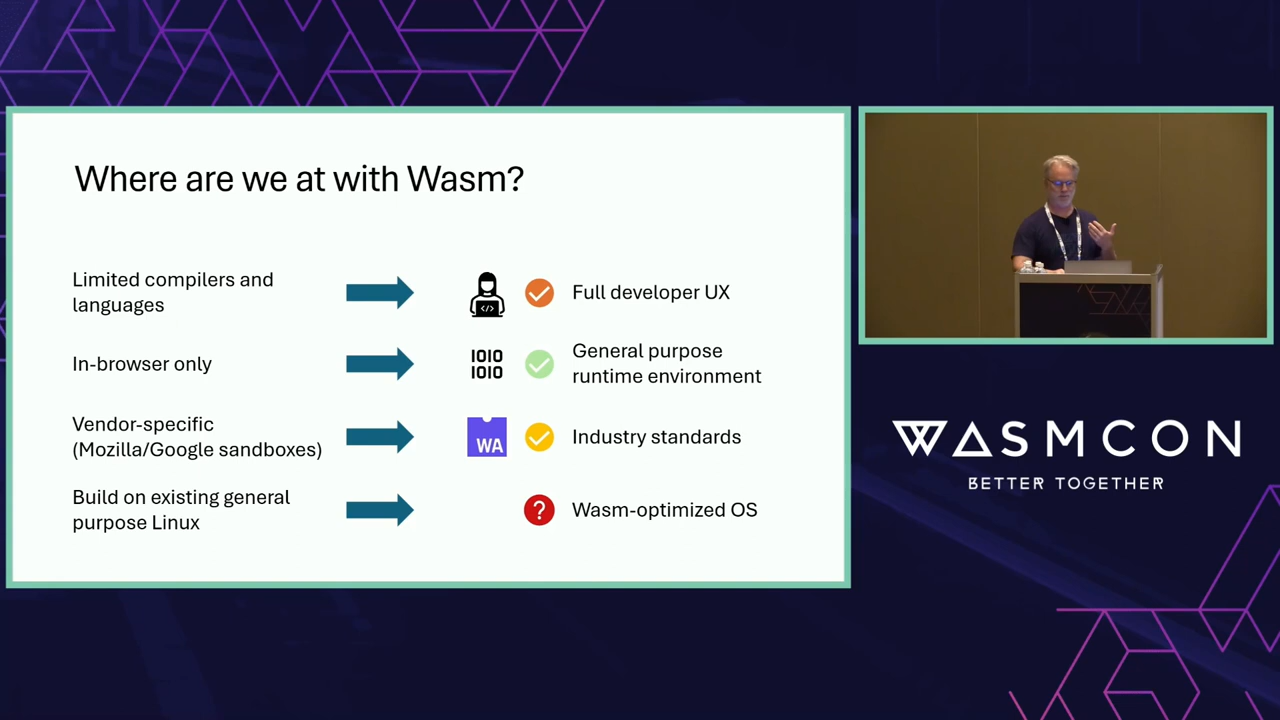 Where are we at with Wasm?
Limited compilers and
languages
</>
Full developer UX
In-browser only
1010
1010
General purpose
runtime environment
Vendor-specific
(Mozilla/Google sandboxes)
WA
Industry standards
Build on existing general
purpose Linux
?
Wasm-optimized OS
WASMCON
BETTER TOGETHER